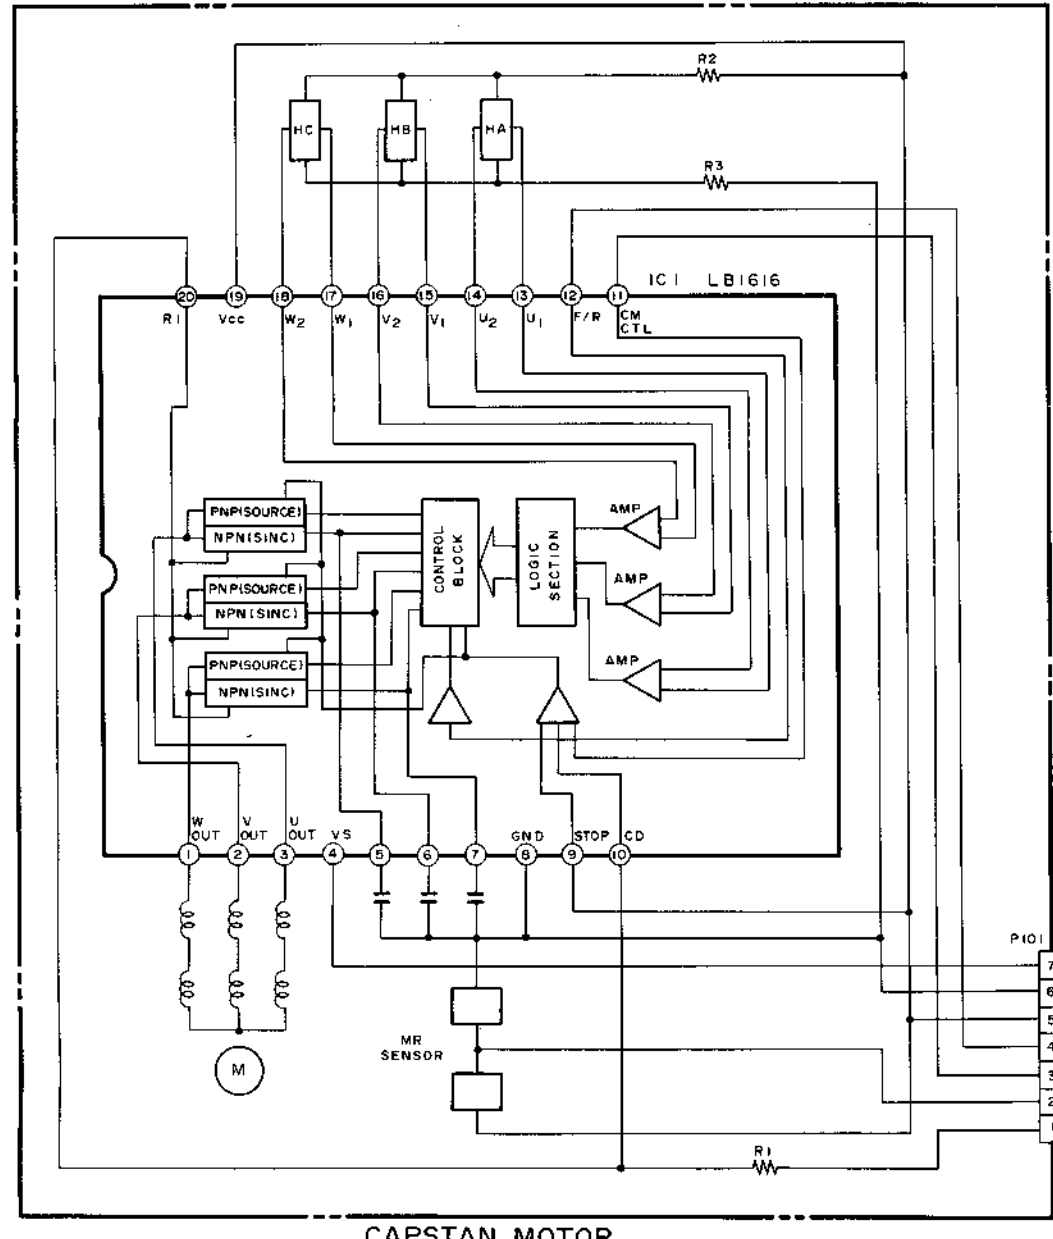 R2
HC
HB
HA
R3
IC1 LB1616
20 19 18 17 16 15 14 13 12 11
R1 Vcc W2 W1 V2 V1 U2 U1 F/R CM
CTL
PNP(SOURCE)
NPN(SINC)
PNP(SOURCE)
NPN(SINC)
PNP(SOURCE)
NPN(SINC)
CONTROL
BLOCK
LOGIC
SECTION
AMP
AMP
AMP
W
OUT
V
OUT
U
OUT
VS
GND
STOP
CD
1 2 3 4 5 6 7 8 9 10
P101
7
6
5
4
3
2
1
MR
SENSOR
M
R1
CAPSTAN MOTOR